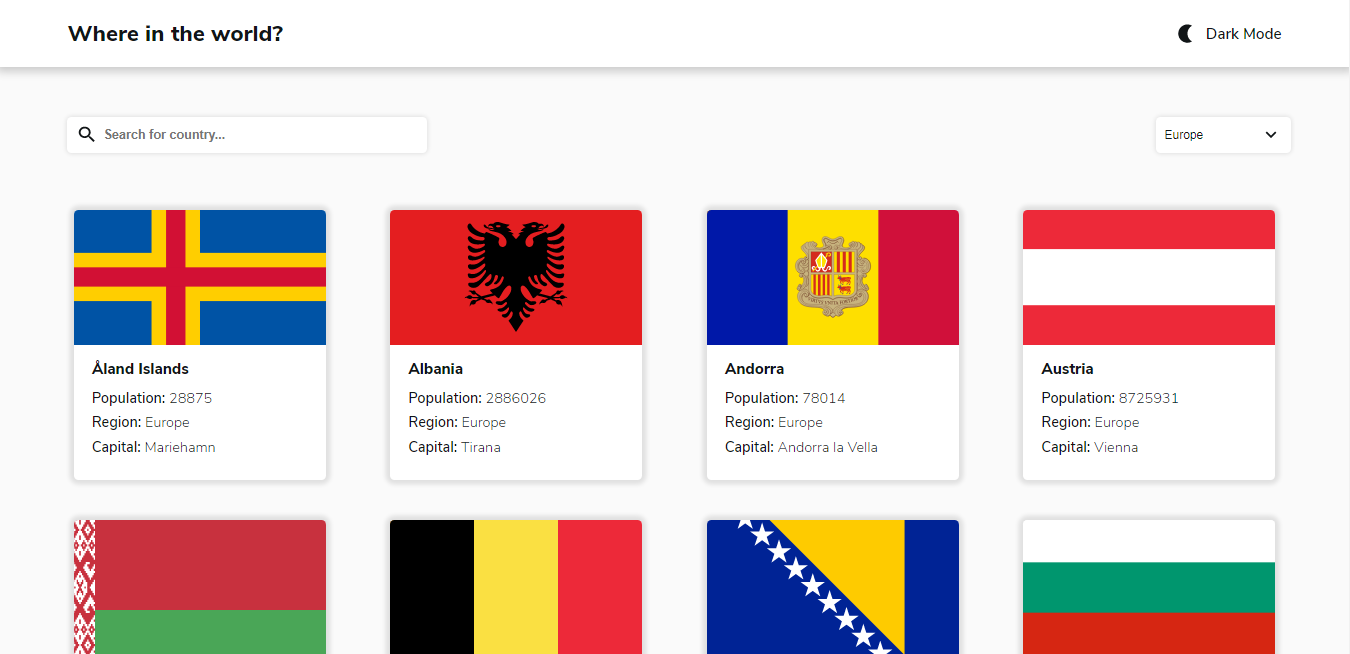 Where in the world?
Dark Mode
Search for country...
Europe
Åland Islands
Population: 28875
Region: Europe
Capital: Mariehamn
Albania
Population: 2886026
Region: Europe
Capital: Tirana
Andorra
Population: 78014
Region: Europe
Capital: Andorra la Vella
Austria
Population: 8725931
Region: Europe
Capital: Vienna